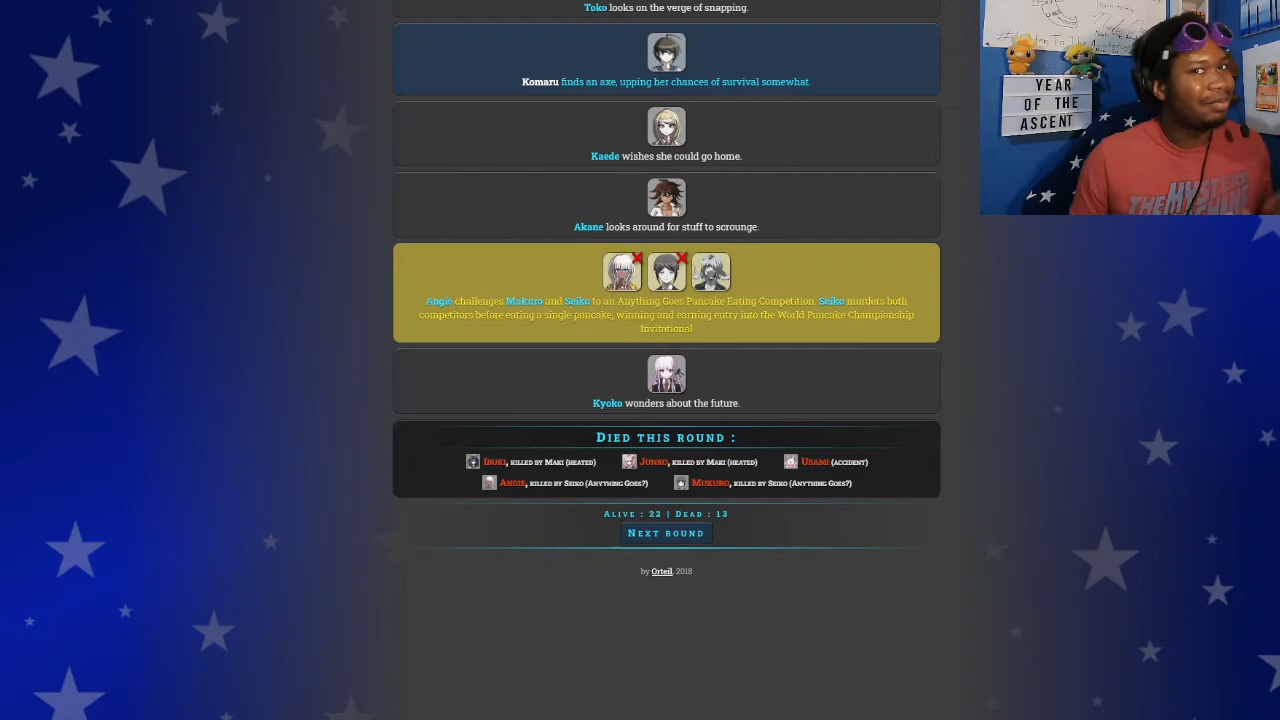 Toko looks on the verge of snapping.
Komaru finds an axe, upping her chances of survival somewhat.
Kaede wishes she could go home.
Akane looks around for stuff to scrounge.
Angie challenges Mukuro and Seiko to an Anything Goes Pancake Eating Competition. Seiko murders both
competitors before eating a single pancake, winning and earning entry into the World Pancake Championship
Invitational
Kyoko wonders about the future.
Died this round :
Ibuki, killed by Maki (heated)
Junko, killed by Maki (heated)
Usami (accident)
Angie, killed by Seiko (Anything Goes?)
Mukuro, killed by Seiko (Anything Goes?)
Alive : 22 | Dead : 13
Next round
by Orteil, 2018
YEAR
OF THE
ASCENT
THE MYSTERY